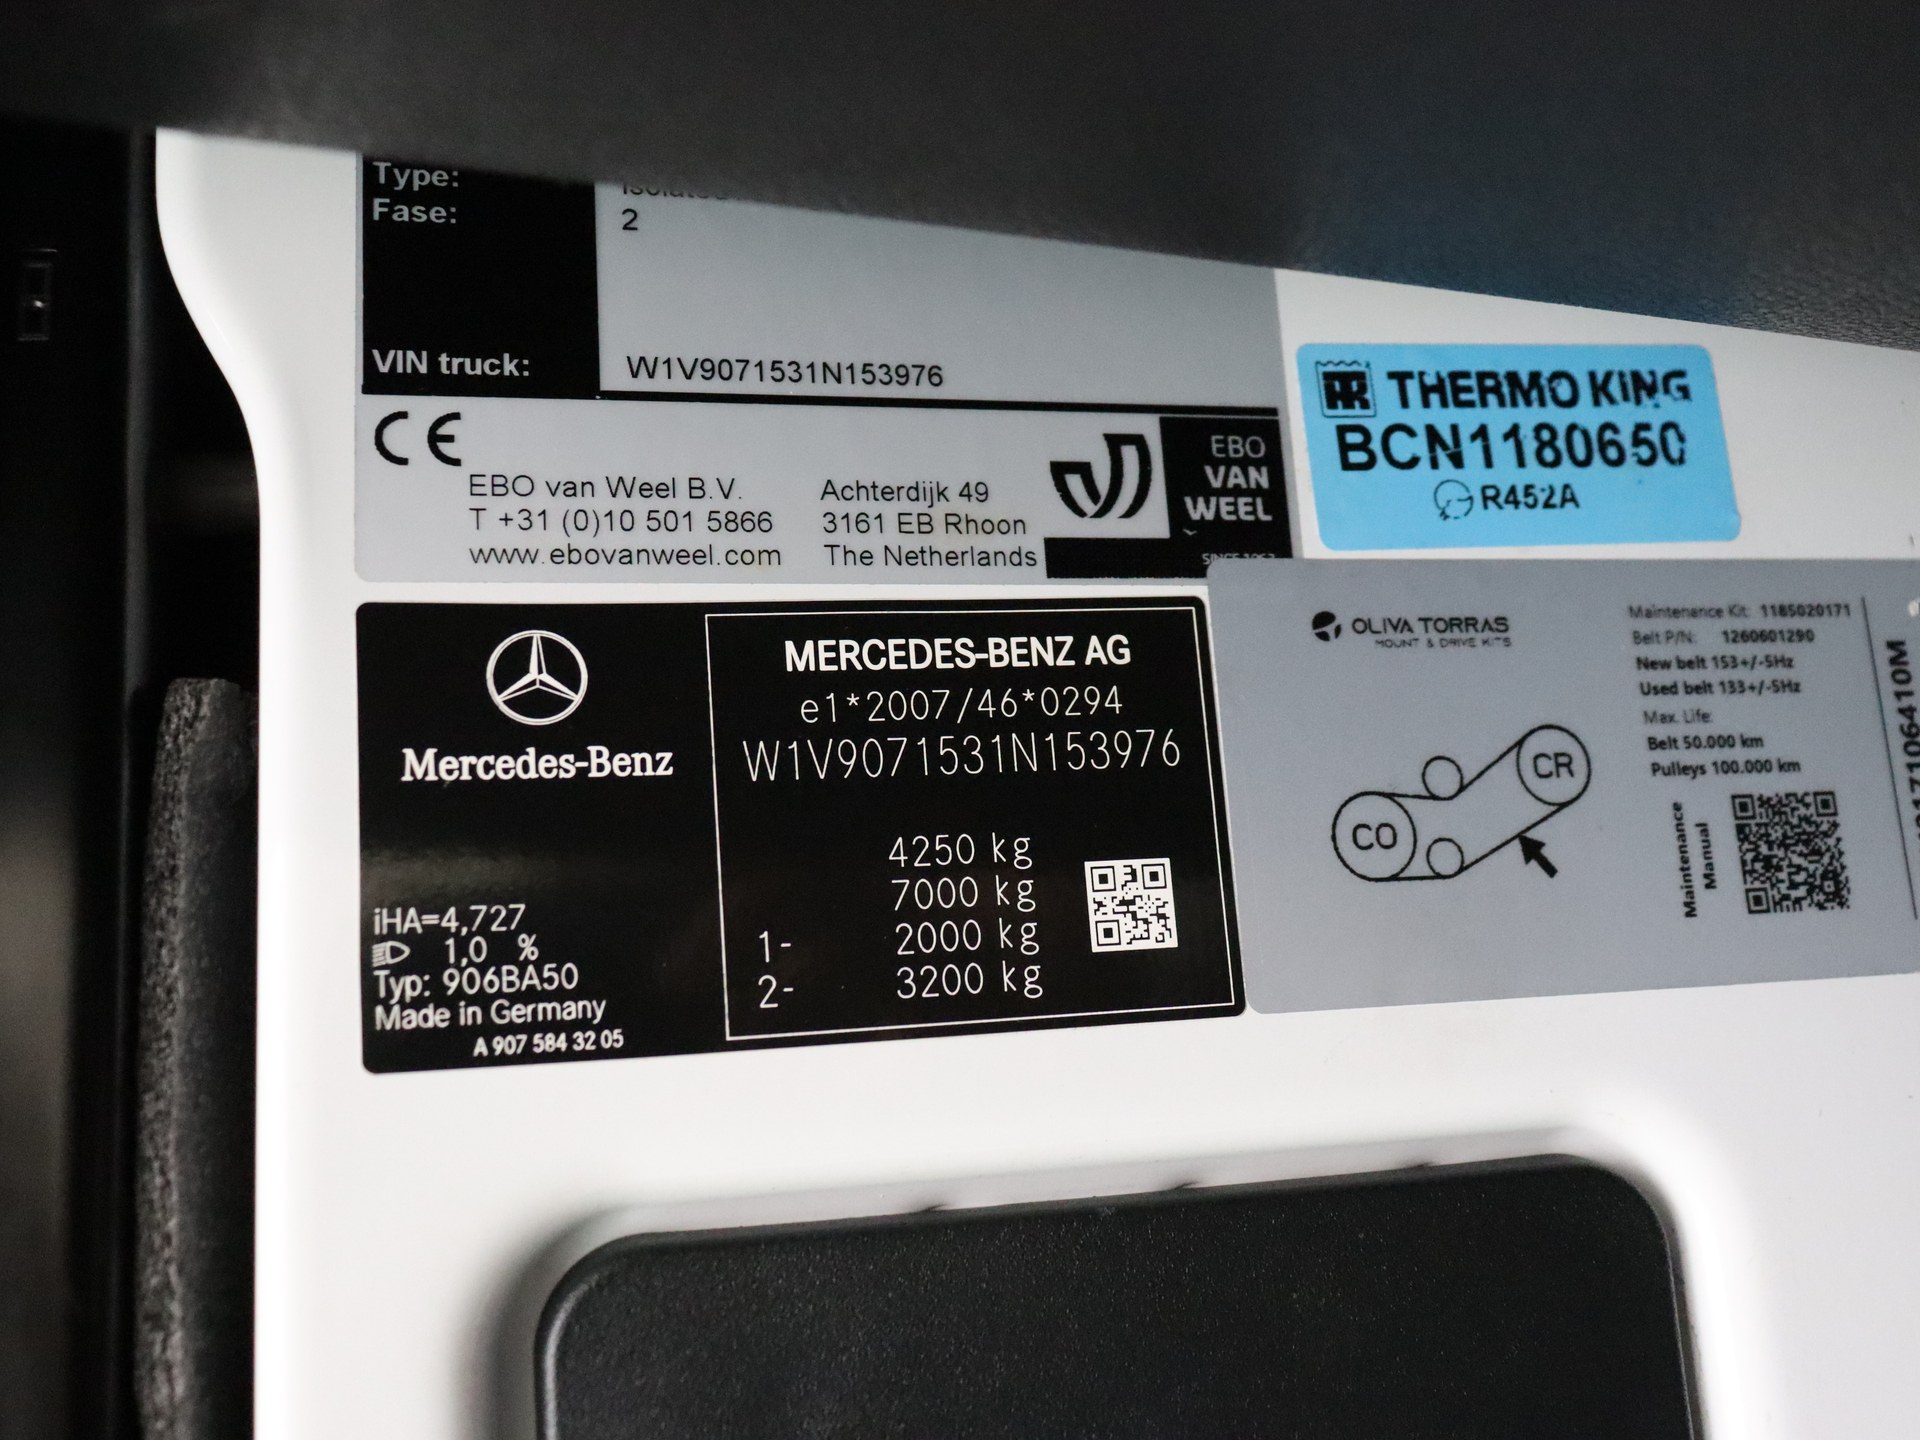 Type:
Fase: 2
VIN truck: W1V9071531N153976
CE
EBO van Weel B.V.
T +31 (0)10 501 5866
www.ebovanweel.com
Achterdijk 49
3161 EB Rhoon
The Netherlands
EBO
VAN
WEEL
THERMO KING
BCN1180650
R452A
Mercedes-Benz
iHA=4,727
1,0 %
Typ: 906BA50
Made in Germany
A 907 584 32 05
MERCEDES-BENZ AG
e1*2007/46*0294
W1V9071531N153976
4250 kg
7000 kg
1- 2000 kg
2- 3200 kg
OLIVA TORRAS
MOUNT & DRIVE KITS
CO
CR
Maintenance Kit: 1185020171
Belt P/N: 1260601290
New belt 153+/-5Hz
Used belt 133+/-5Hz
Max. Life:
Belt 50.000 km
Pulleys 100.000 km
Maintenance
Manual